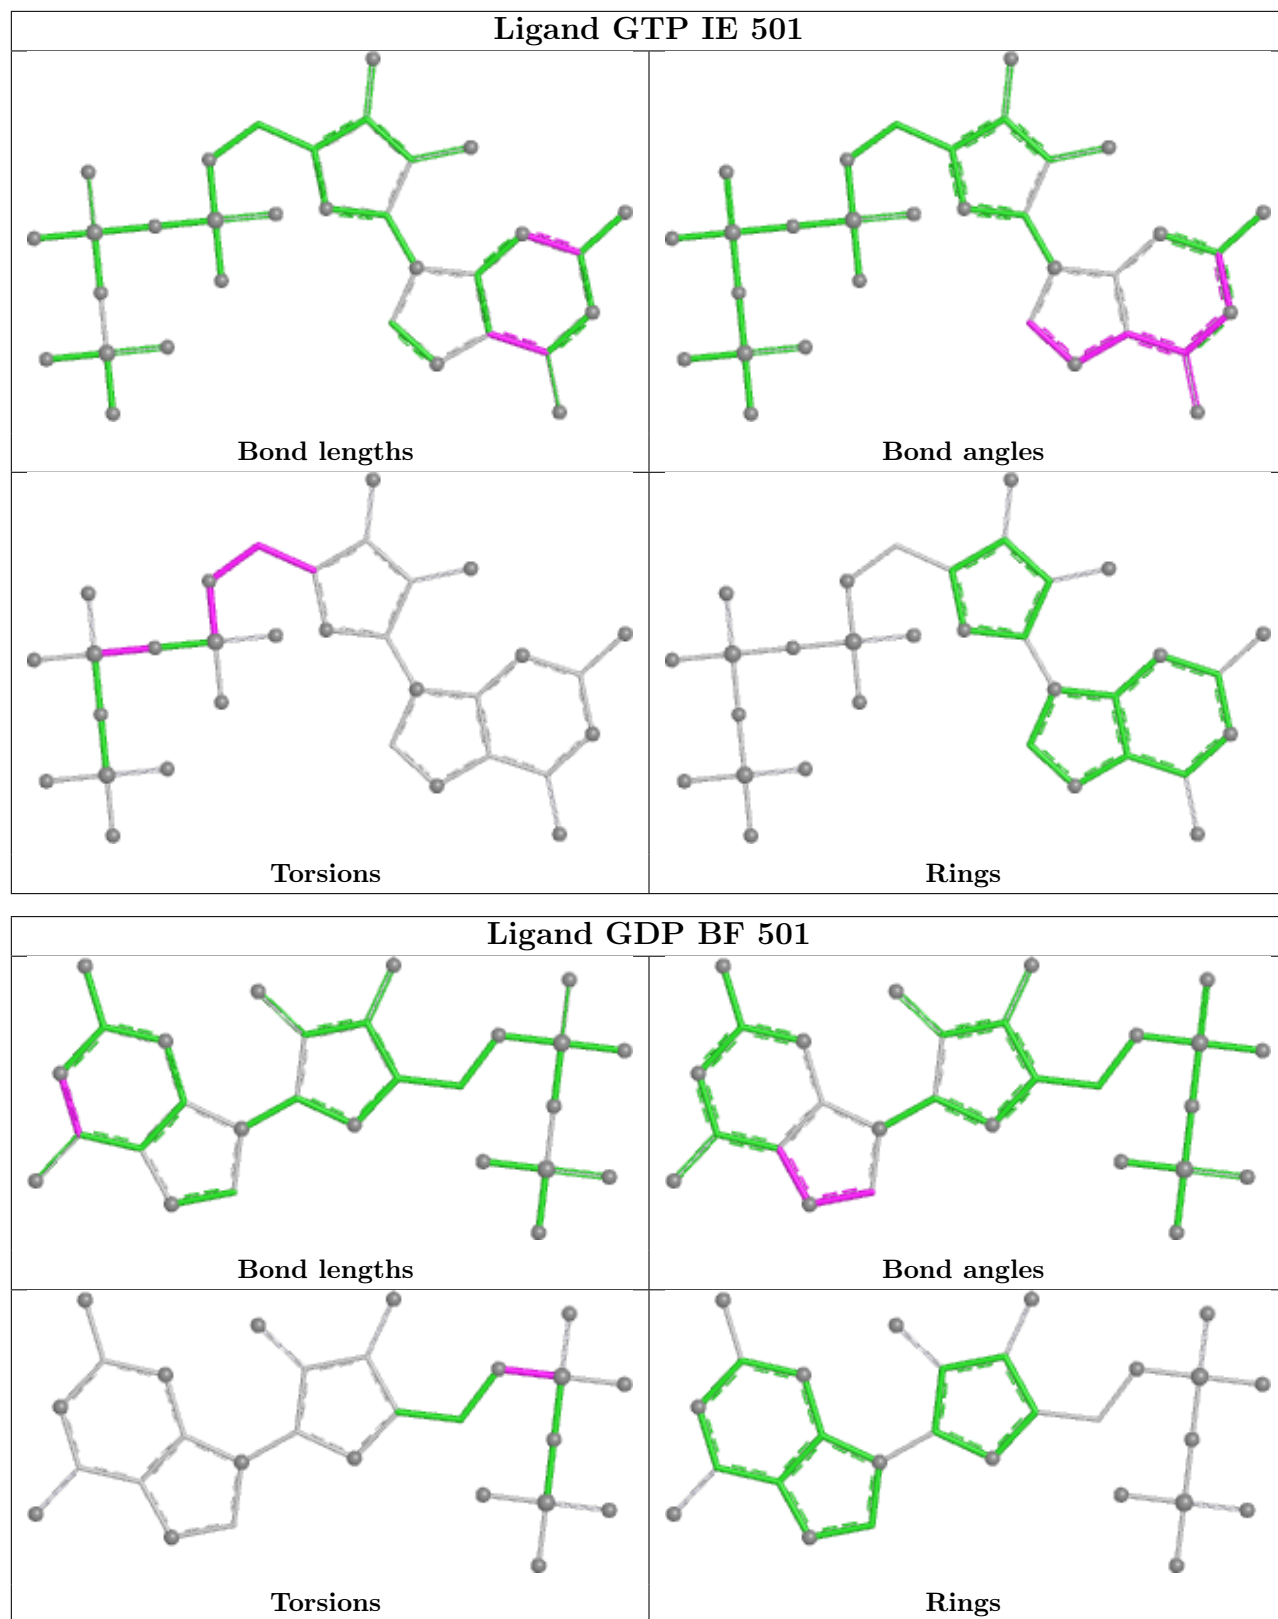 Ligand GTP IE 501
Bond lengths
Bond angles
Torsions
Rings
Ligand GDP BF 501
Bond lengths
Bond angles
Torsions
Rings